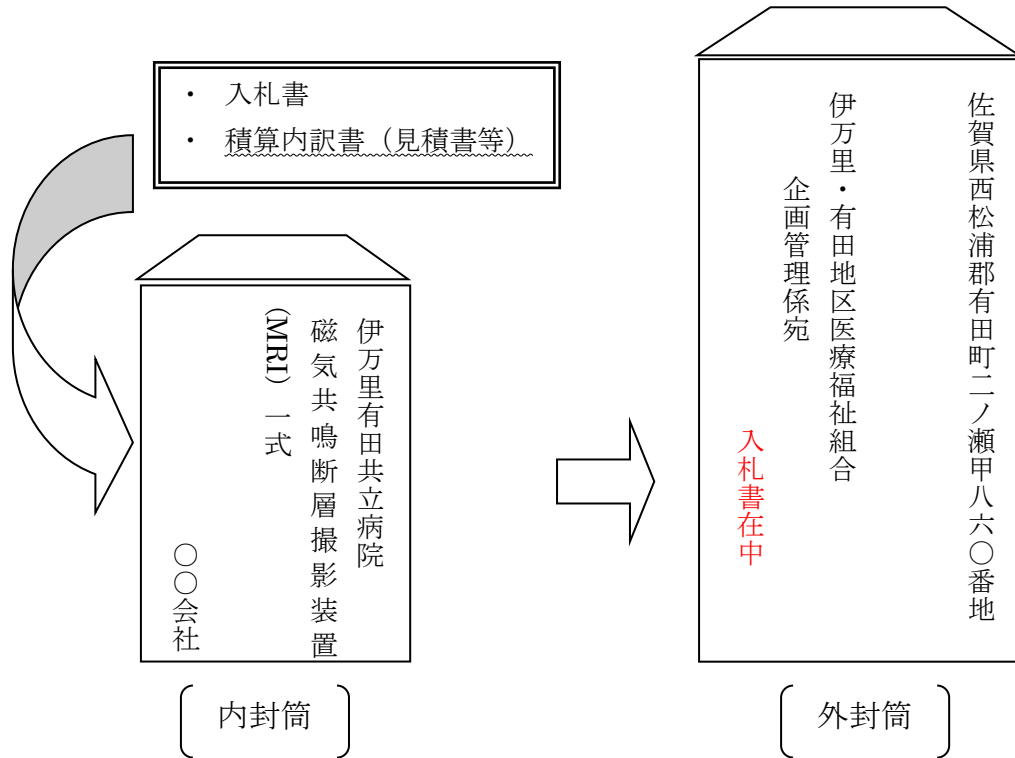 ・ 入札書
・ 積算内訳書（見積書等）
伊万里有田共立病院
磁気共鳴断層撮影装置
(MRI) 一式
○○会社
〔内封筒〕
佐賀県西松浦郡有田町二ノ瀬甲八六〇番地
伊万里・有田地区医療福祉組合
企画管理係宛
入札書在中
〔外封筒〕